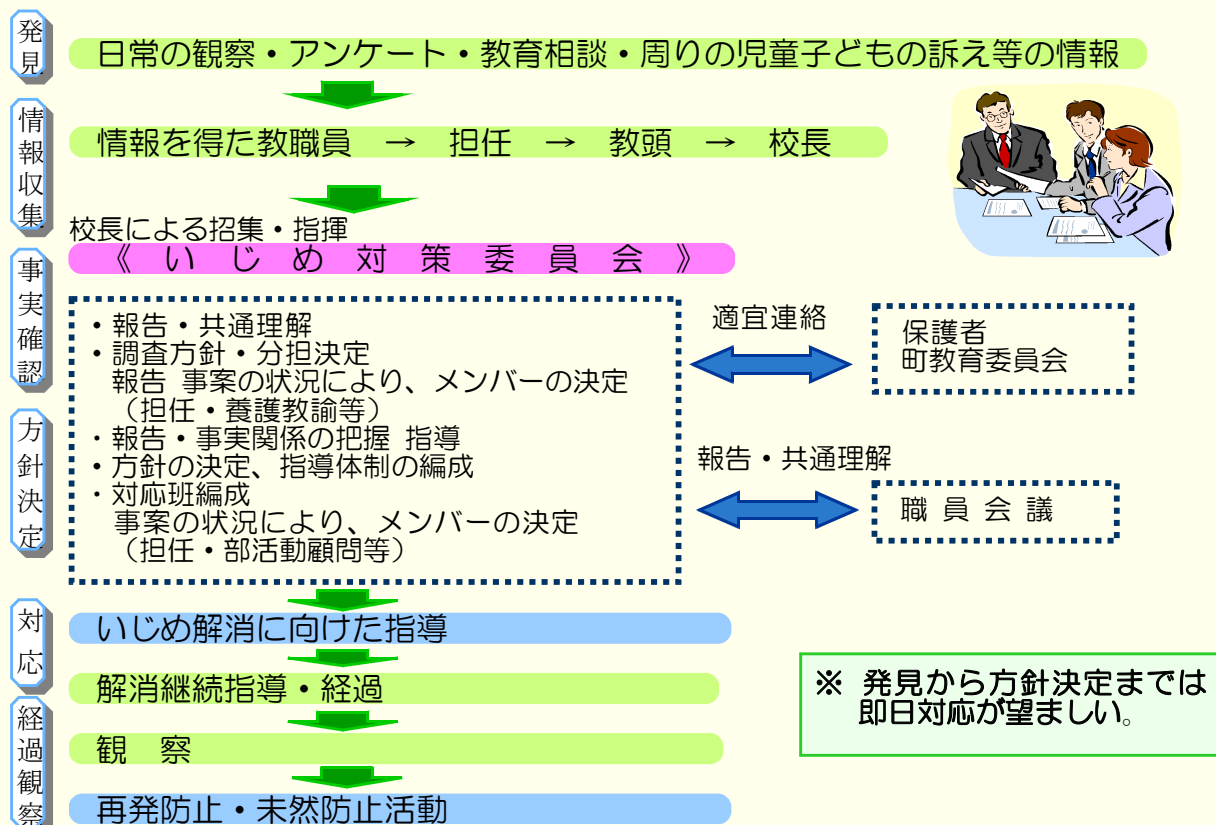 発見
日常の観察・アンケート・教育相談・周りの児童子どもの訴え等の情報
情報収集
情報を得た教職員 → 担任 → 教頭 → 校長
校長による招集・指揮
《 い じ め 対 策 委 員 会 》
事実確認
・報告・共通理解
・調査方針・分担決定
報告 事案の状況により、メンバーの決定
（担任・養護教諭等）
・報告・事実関係の把握 指導
・方針の決定、指導体制の編成
・対応班編成
事案の状況により、メンバーの決定
（担任・部活動顧問等）
適宜連絡
保護者
町教育委員会
方針決定
報告・共通理解
職 員 会 議
対応
いじめ解消に向けた指導
解消継続指導・経過
経過観察
観 察
再発防止・未然防止活動
※ 発見から方針決定までは
即日対応が望ましい。